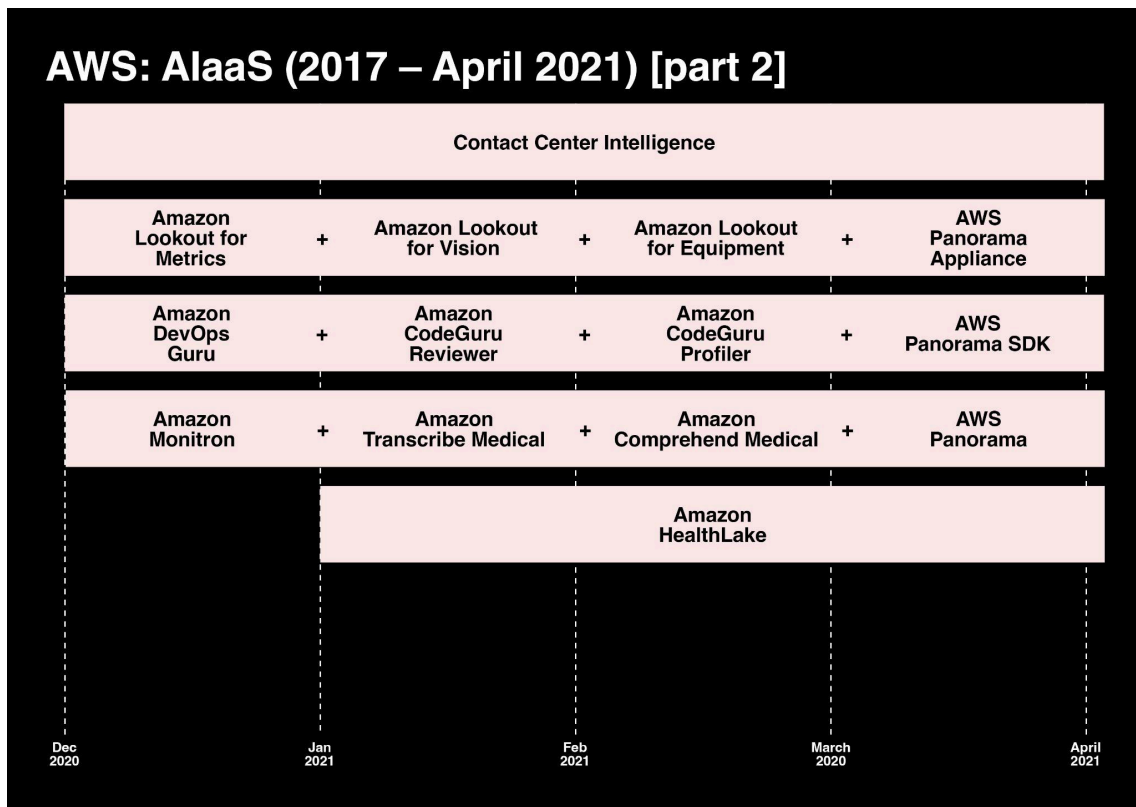 AWS: AIaaS (2017 – April 2021) [part 2]
Contact Center Intelligence
Amazon
Lookout for
Metrics
+
Amazon Lookout
for Vision
+
Amazon Lookout
for Equipment
+
AWS
Panorama
Appliance
Amazon
DevOps
Guru
+
Amazon
CodeGuru
Reviewer
+
Amazon
CodeGuru
Profiler
+
AWS
Panorama SDK
Amazon
Monitron
+
Amazon
Transcribe Medical
+
Amazon
Comprehend Medical
+
AWS
Panorama
Amazon
HealthLake
Dec
2020
Jan
2021
Feb
2021
March
2020
April
2021